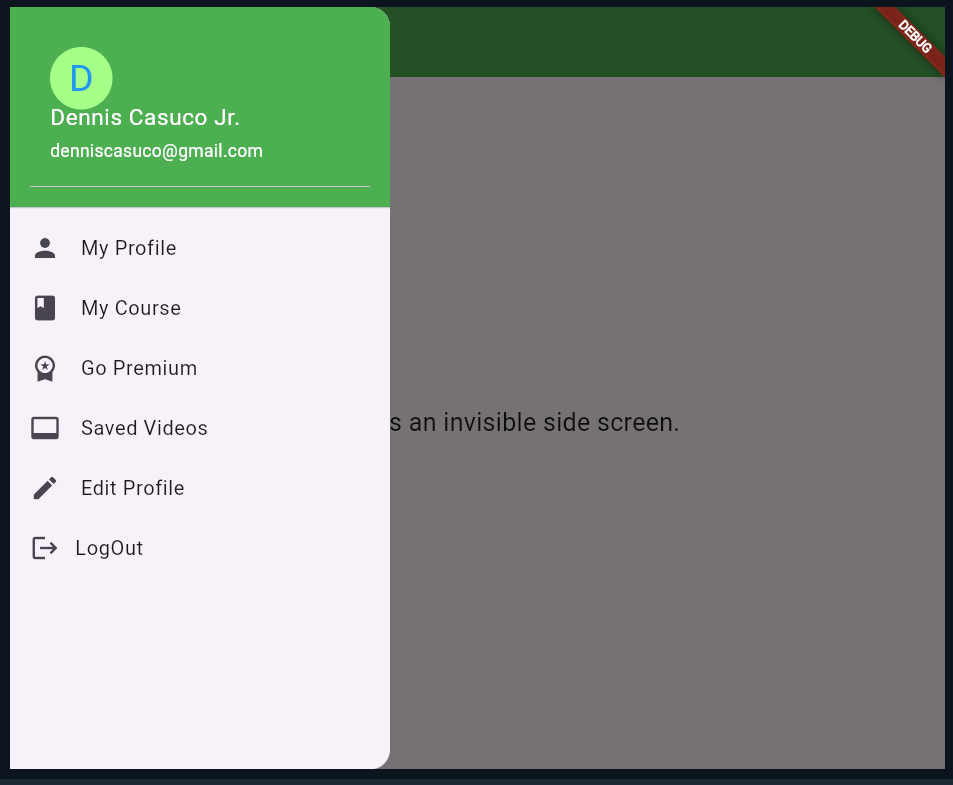 DEBUG
D
Dennis Casuco Jr.
denniscasuco@gmail.com
My Profile
My Course
Go Premium
Saved Videos
s an invisible side screen.
Edit Profile
LogOut